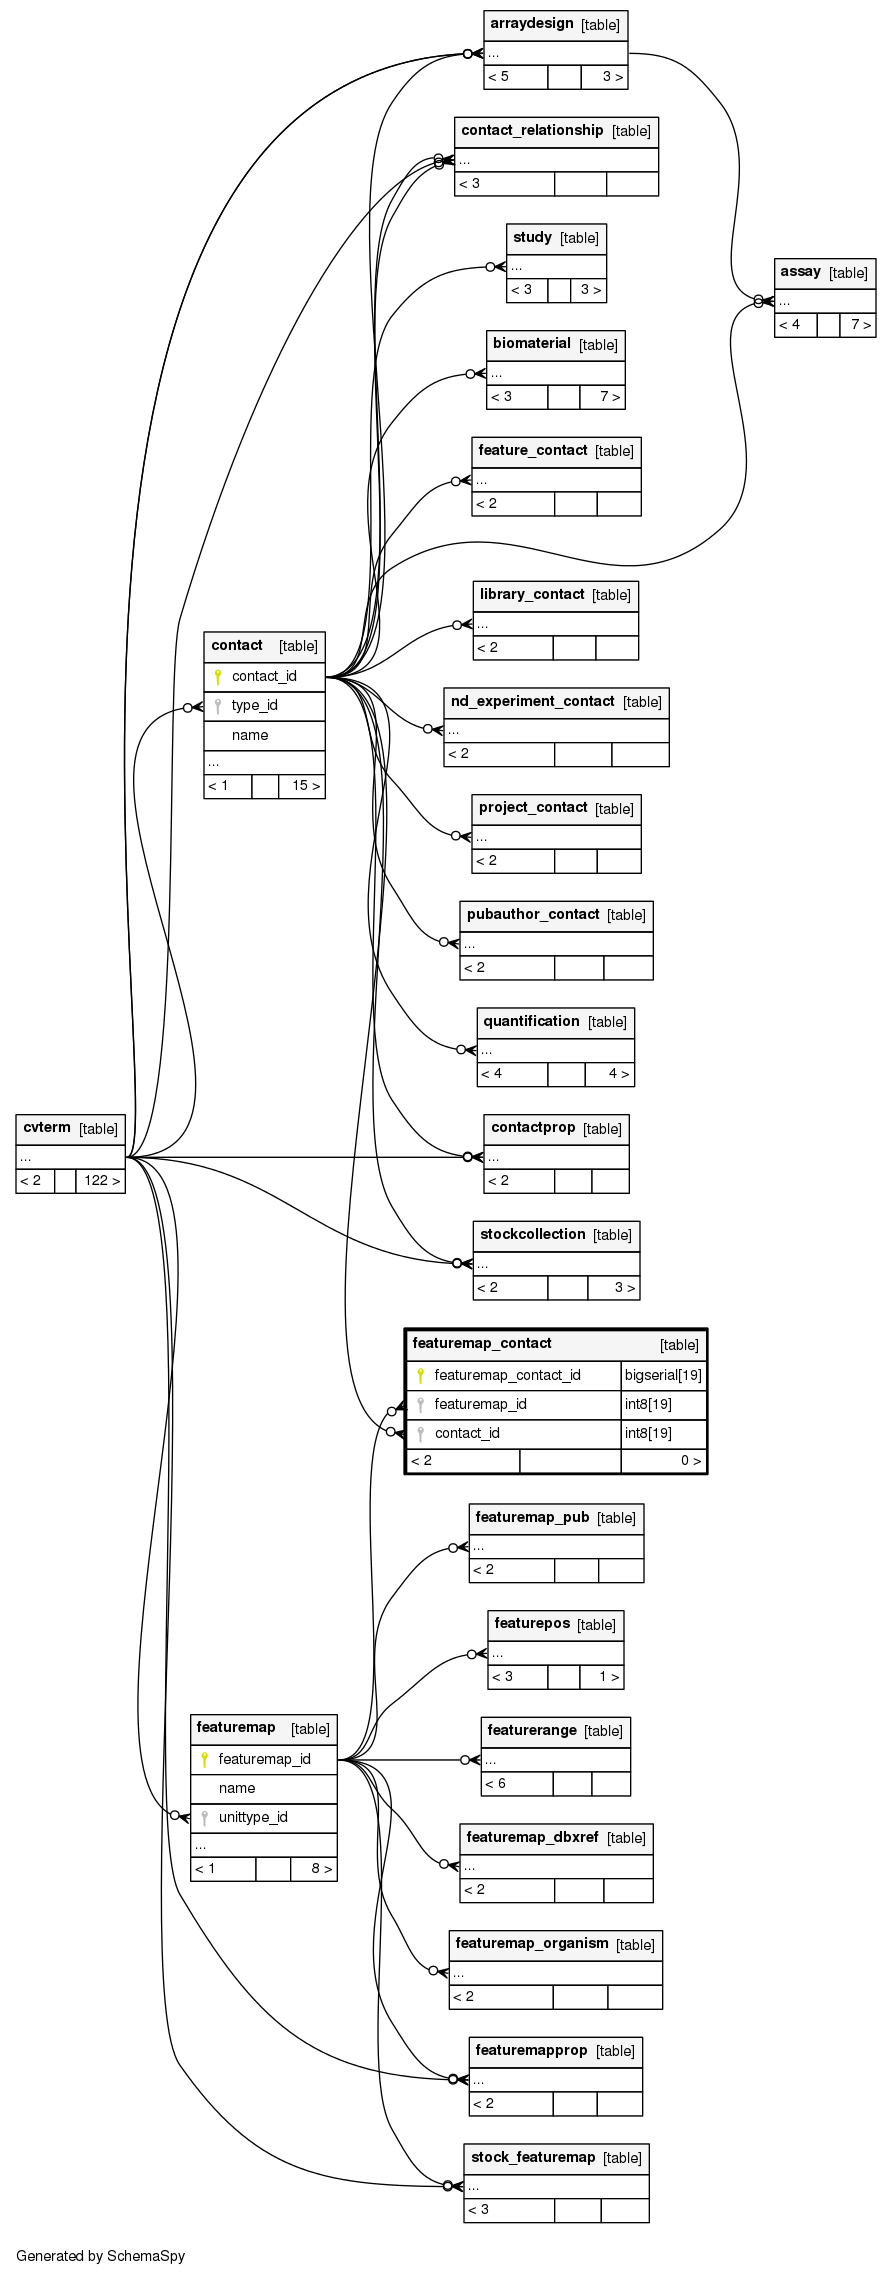 arraydesign [table]
...
< 5 3 >
contact_relationship [table]
...
< 3
study [table]
...
< 3 3 >
assay [table]
...
< 4 7 >
biomaterial [table]
...
< 3 7 >
feature_contact [table]
...
< 2
library_contact [table]
...
< 2
contact [table]
contact_id
type_id
name
...
< 1 15 >
nd_experiment_contact [table]
...
< 2
project_contact [table]
...
< 2
pubauthor_contact [table]
...
< 2
quantification [table]
...
< 4 4 >
cvterm [table]
...
< 2 122 >
contactprop [table]
...
< 2
stockcollection [table]
...
< 2 3 >
featuremap_contact [table]
featuremap_contact_id bigserial[19]
featuremap_id int8[19]
contact_id int8[19]
< 2 0 >
featuremap_pub [table]
...
< 2
featurepos [table]
...
< 3 1 >
featuremap [table]
featuremap_id
name
unittype_id
...
< 1 8 >
featurerange [table]
...
< 6
featuremap_dbxref [table]
...
< 2
featuremap_organism [table]
...
< 2
featuremapprop [table]
...
< 2
stock_featuremap [table]
...
< 3
Generated by SchemaSpy